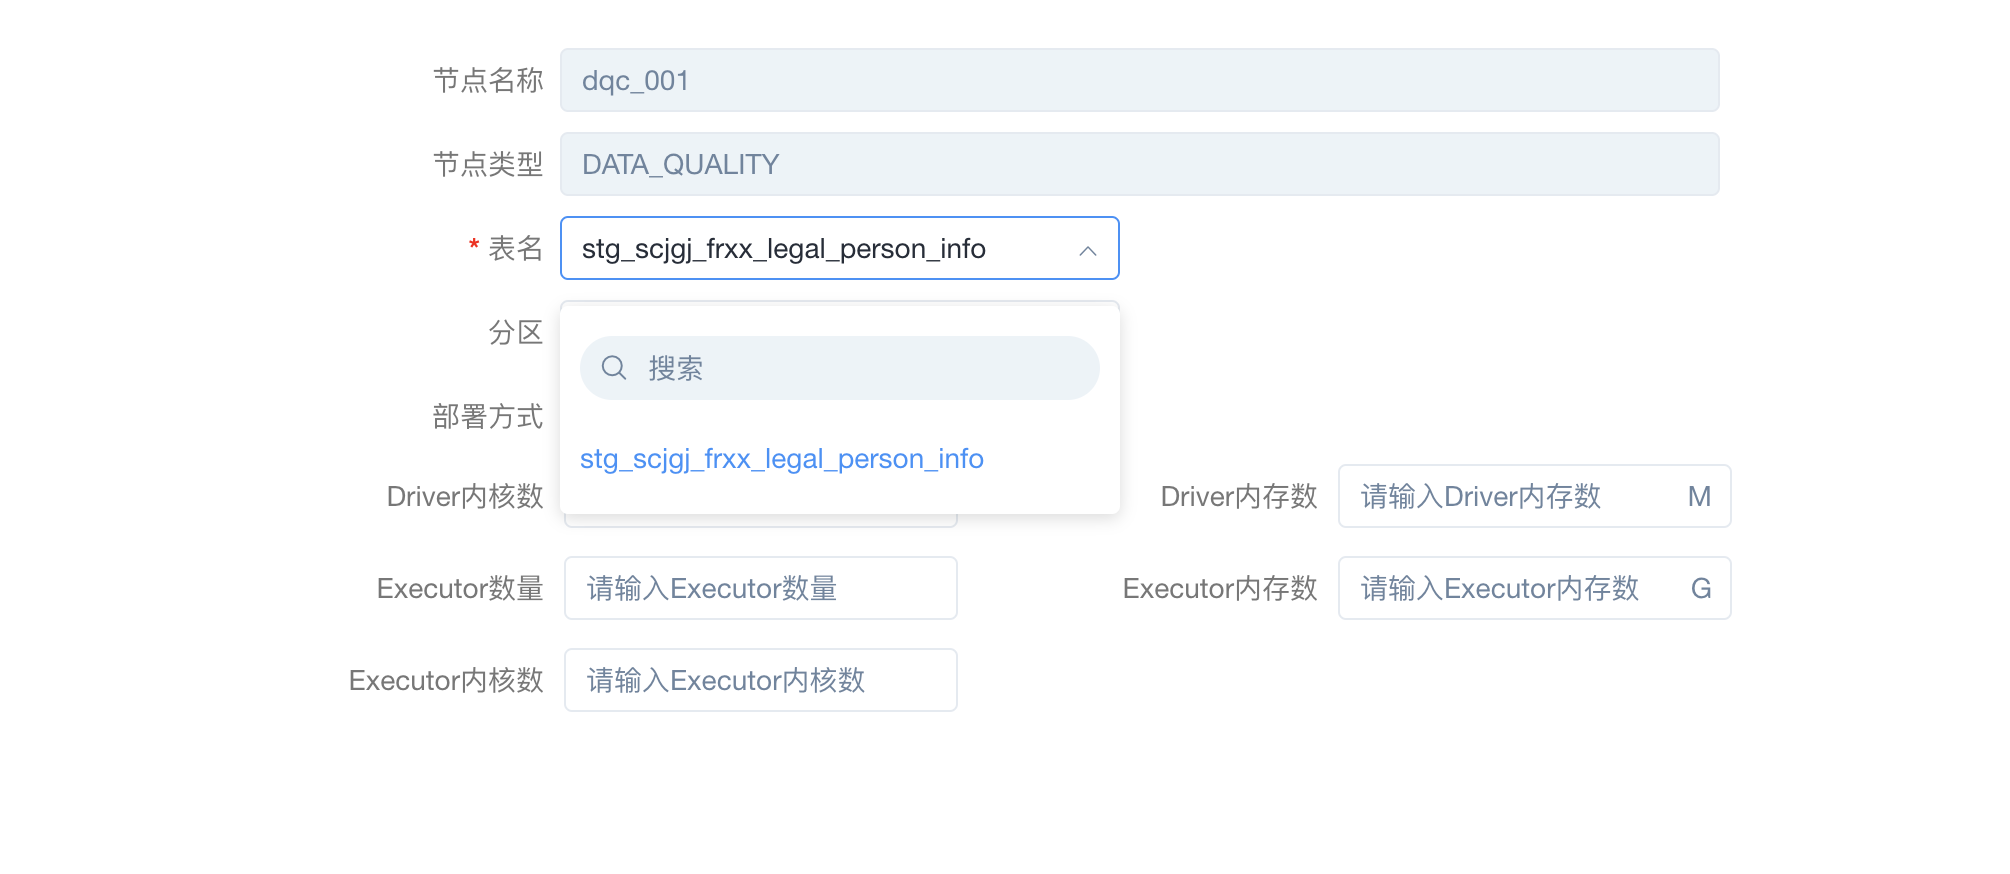 节点名称 dqc_001
节点类型 DATA_QUALITY
* 表名 stg_scjgj_frxx_legal_person_info
分区
搜索
部署方式
stg_scjgj_frxx_legal_person_info
Driver内核数
Driver内存数 请输入Driver内存数 M
Executor数量 请输入Executor数量
Executor内存数 请输入Executor内存数 G
Executor内核数 请输入Executor内核数